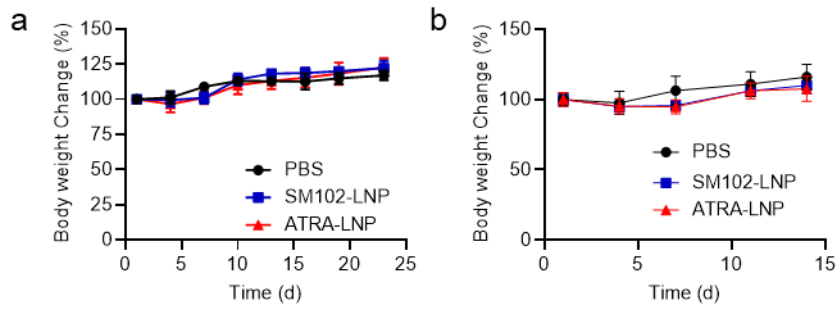 a
Body weight Change (%)
150
125
100
75
50
25
0
PBS
SM102-LNP
ATRA-LNP
0 5 10 15 20 25
Time (d)
b
Body weight Change (%)
150
100
50
0
PBS
SM102-LNP
ATRA-LNP
0 5 10 15
Time (d)